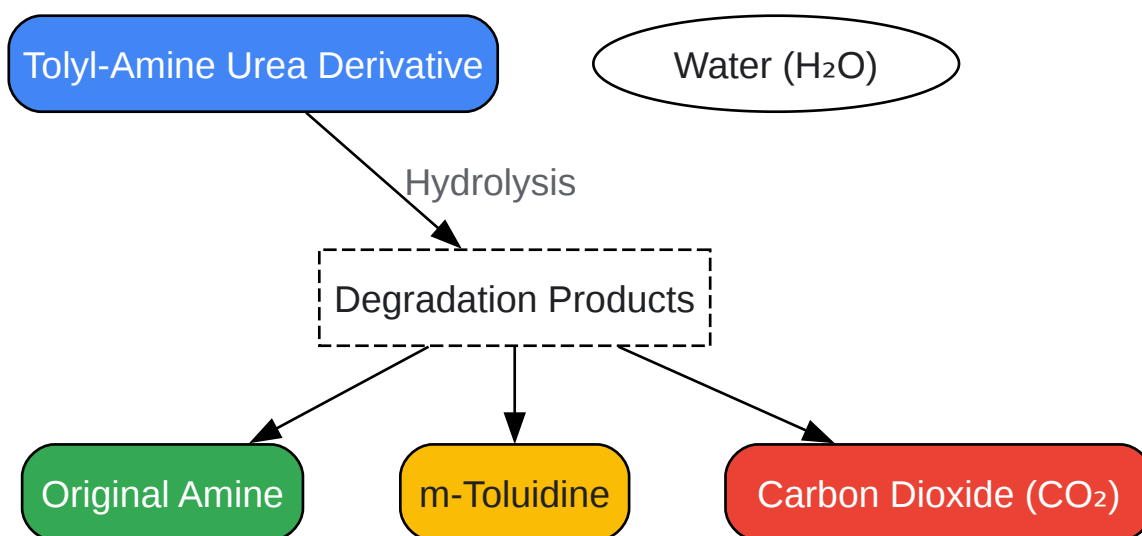 Tolyl-Amine Urea Derivative
Water (H₂O)
Hydrolysis
Degradation Products
Original Amine
m-Toluidine
Carbon Dioxide (CO₂)